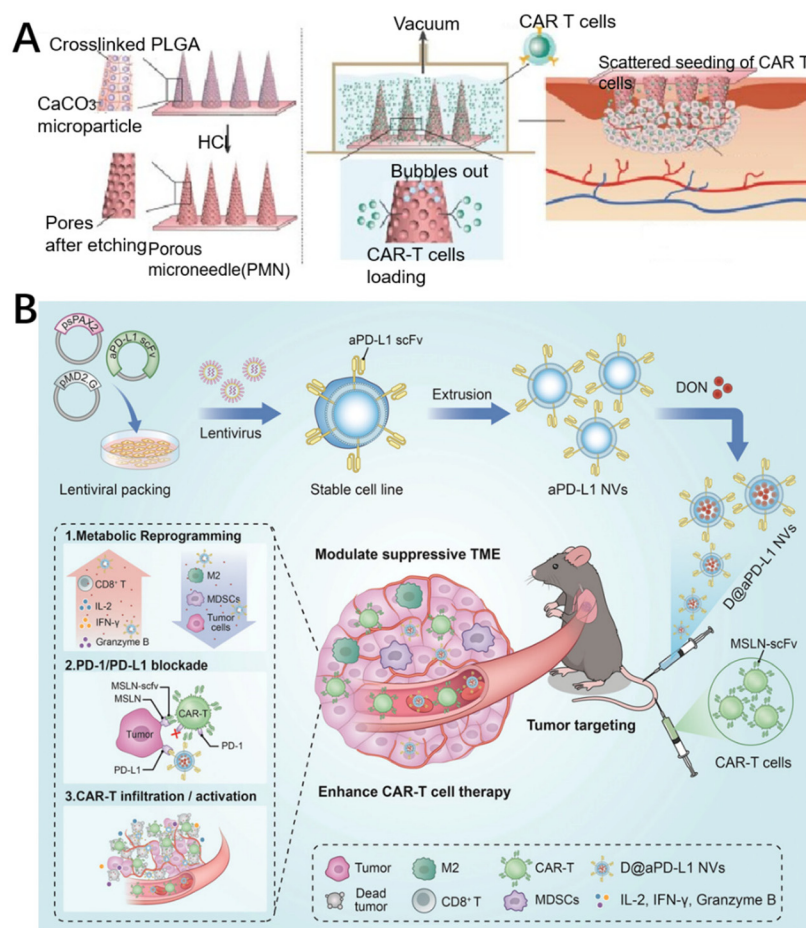 A
Crosslinked PLGA
CaCO3
microparticle
HCl
Pores
after etching
Porous
microneedle(PMN)
Vacuum
CAR T cells
Bubbles out
CAR-T cells
loading
Scattered seeding of CAR T
cells
B
psPAX2
aPD-L1 scFv
pMD2.G
Lentiviral packing
Lentivirus
aPD-L1 scFv
Stable cell line
Extrusion
aPD-L1 NVs
DON
D@aPD-L1 NVs
MSLN-scFv
CAR-T cells
Tumor targeting
Modulate suppressive TME
Enhance CAR-T cell therapy
1.Metabolic Reprogramming
CD8+ T
IL-2
IFN-γ
Granzyme B
M2
MDSCs
Tumor
cells
2.PD-1/PD-L1 blockade
MSLN-scfv
MSLN
CAR-T
Tumor
PD-1
PD-L1
3.CAR-T infiltration / activation
Tumor
M2
CAR-T
D@aPD-L1 NVs
Dead
tumor
CD8+ T
MDSCs
IL-2, IFN-γ, Granzyme B